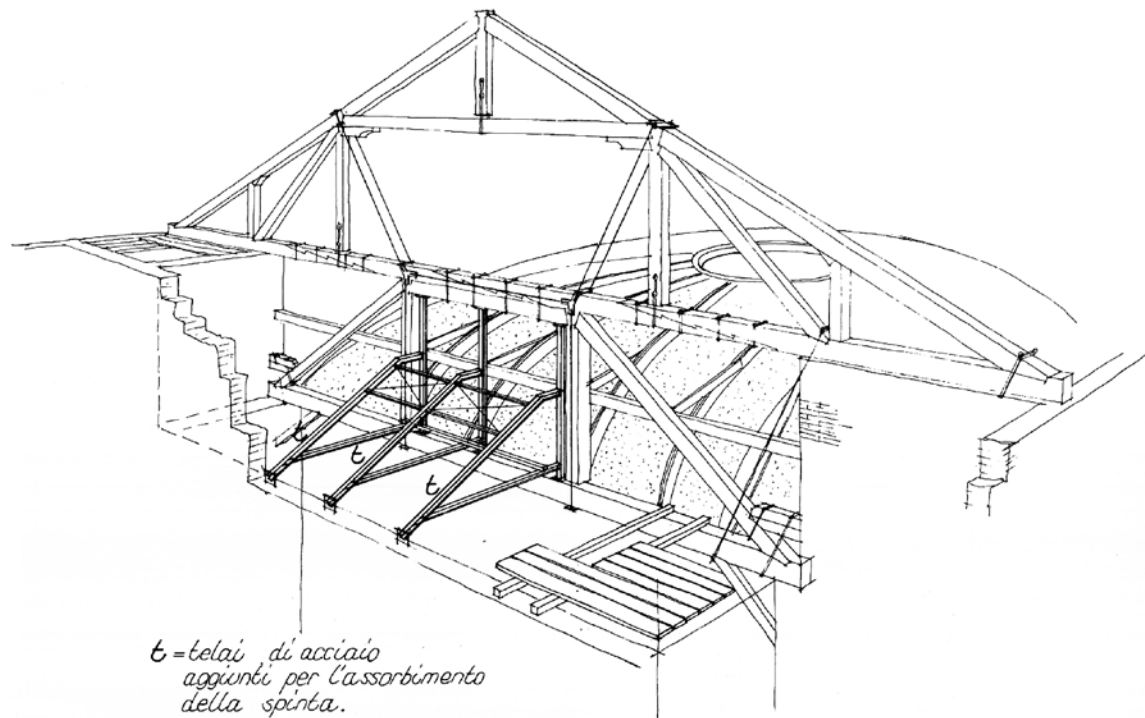 t
t
t
t = telai di acciaio
aggiunti per l'assorbimento
della spinta.